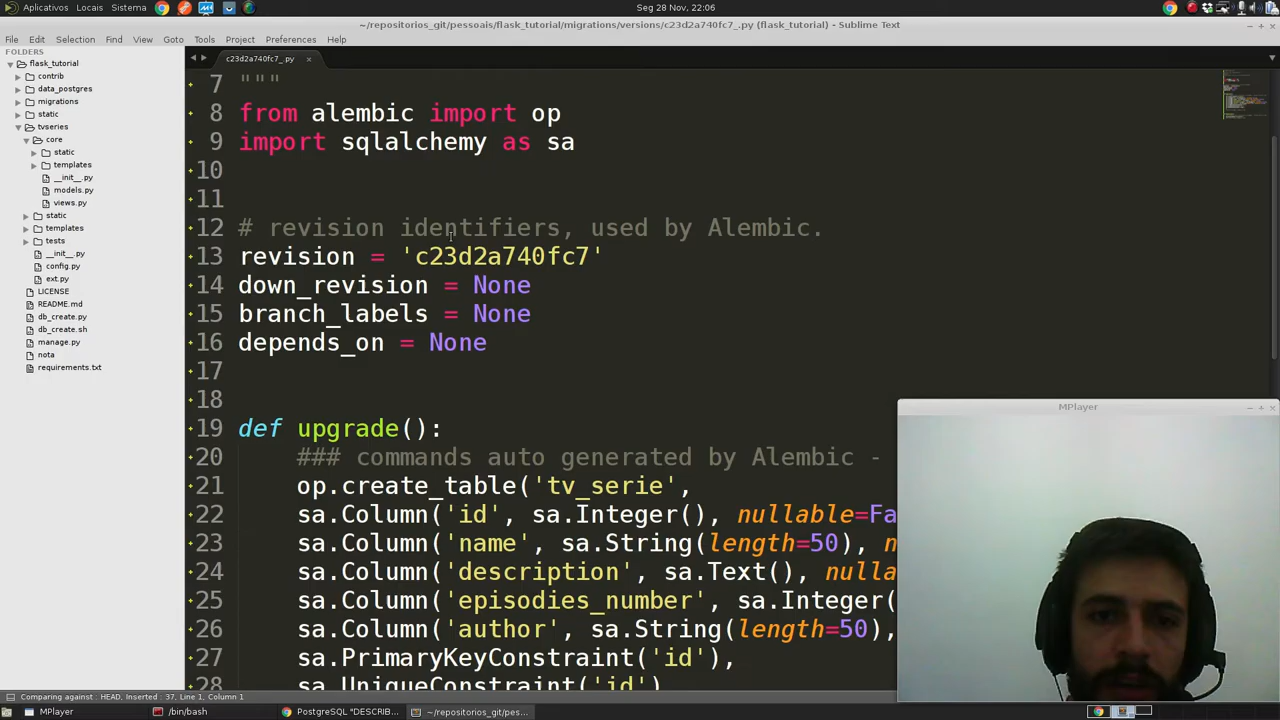 Aplicativos Locais Sistema Seg 28 Nov, 22:06
~/repositorios_git/pessoais/flask_tutorial/migrations/versions/c23d2a740fc7_.py (flask_tutorial) - Sublime Text
File Edit Selection Find View Goto Tools Project Preferences Help
FOLDERS
flask_tutorial
contrib
data_postgres
migrations
static
tvseries
core
static
templates
__init__.py
models.py
views.py
static
templates
tests
__init__.py
config.py
ext.py
LICENSE
README.md
db_create.py
db_create.sh
manage.py
nota
requirements.txt
c23d2a740fc7_.py
7 """
8 from alembic import op
9 import sqlalchemy as sa
10
11
12 # revision identifiers, used by Alembic.
13 revision = 'c23d2a740fc7'
14 down_revision = None
15 branch_labels = None
16 depends_on = None
17
18
19 def upgrade():
20 ### commands auto generated by Alembic -
21 op.create_table('tv_serie',
22 sa.Column('id', sa.Integer(), nullable=Fa
23 sa.Column('name', sa.String(length=50), n
24 sa.Column('description', sa.Text(), nulla
25 sa.Column('episodies_number', sa.Integer(
26 sa.Column('author', sa.String(length=50),
27 sa.PrimaryKeyConstraint('id'),
28 sa.UniqueConstraint('id')
MPlayer
Comparing against : HEAD, Inserted : 37, Line 1, Column 1
MPlayer /bin/bash PostgreSQL "DESCRIB... ~/repositorios_git/pes...